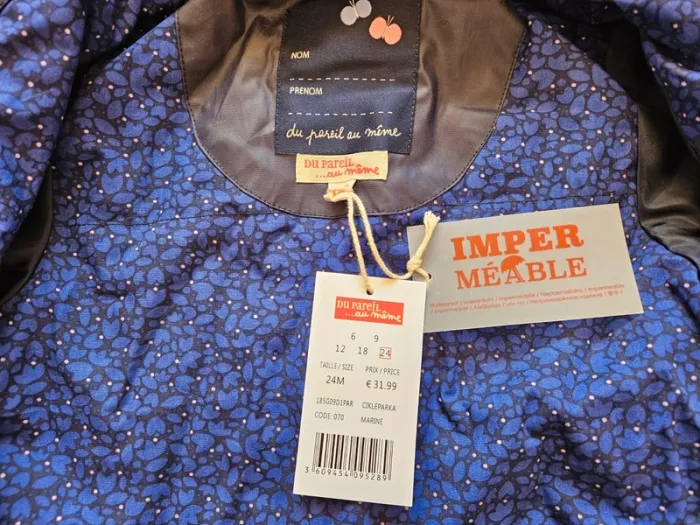 NOM
PRENOM
du pareil au même
DU PAREIL
...au même
IMPER
MÉABLE
DU PAREIL
...au même
6 9
12 18 24
TAILLE / SIZE PRIX / PRICE
24M € 31.99
18SG09D1PAR CIKLEPARKA
CODE: 070 MARINE
3 609454 095289